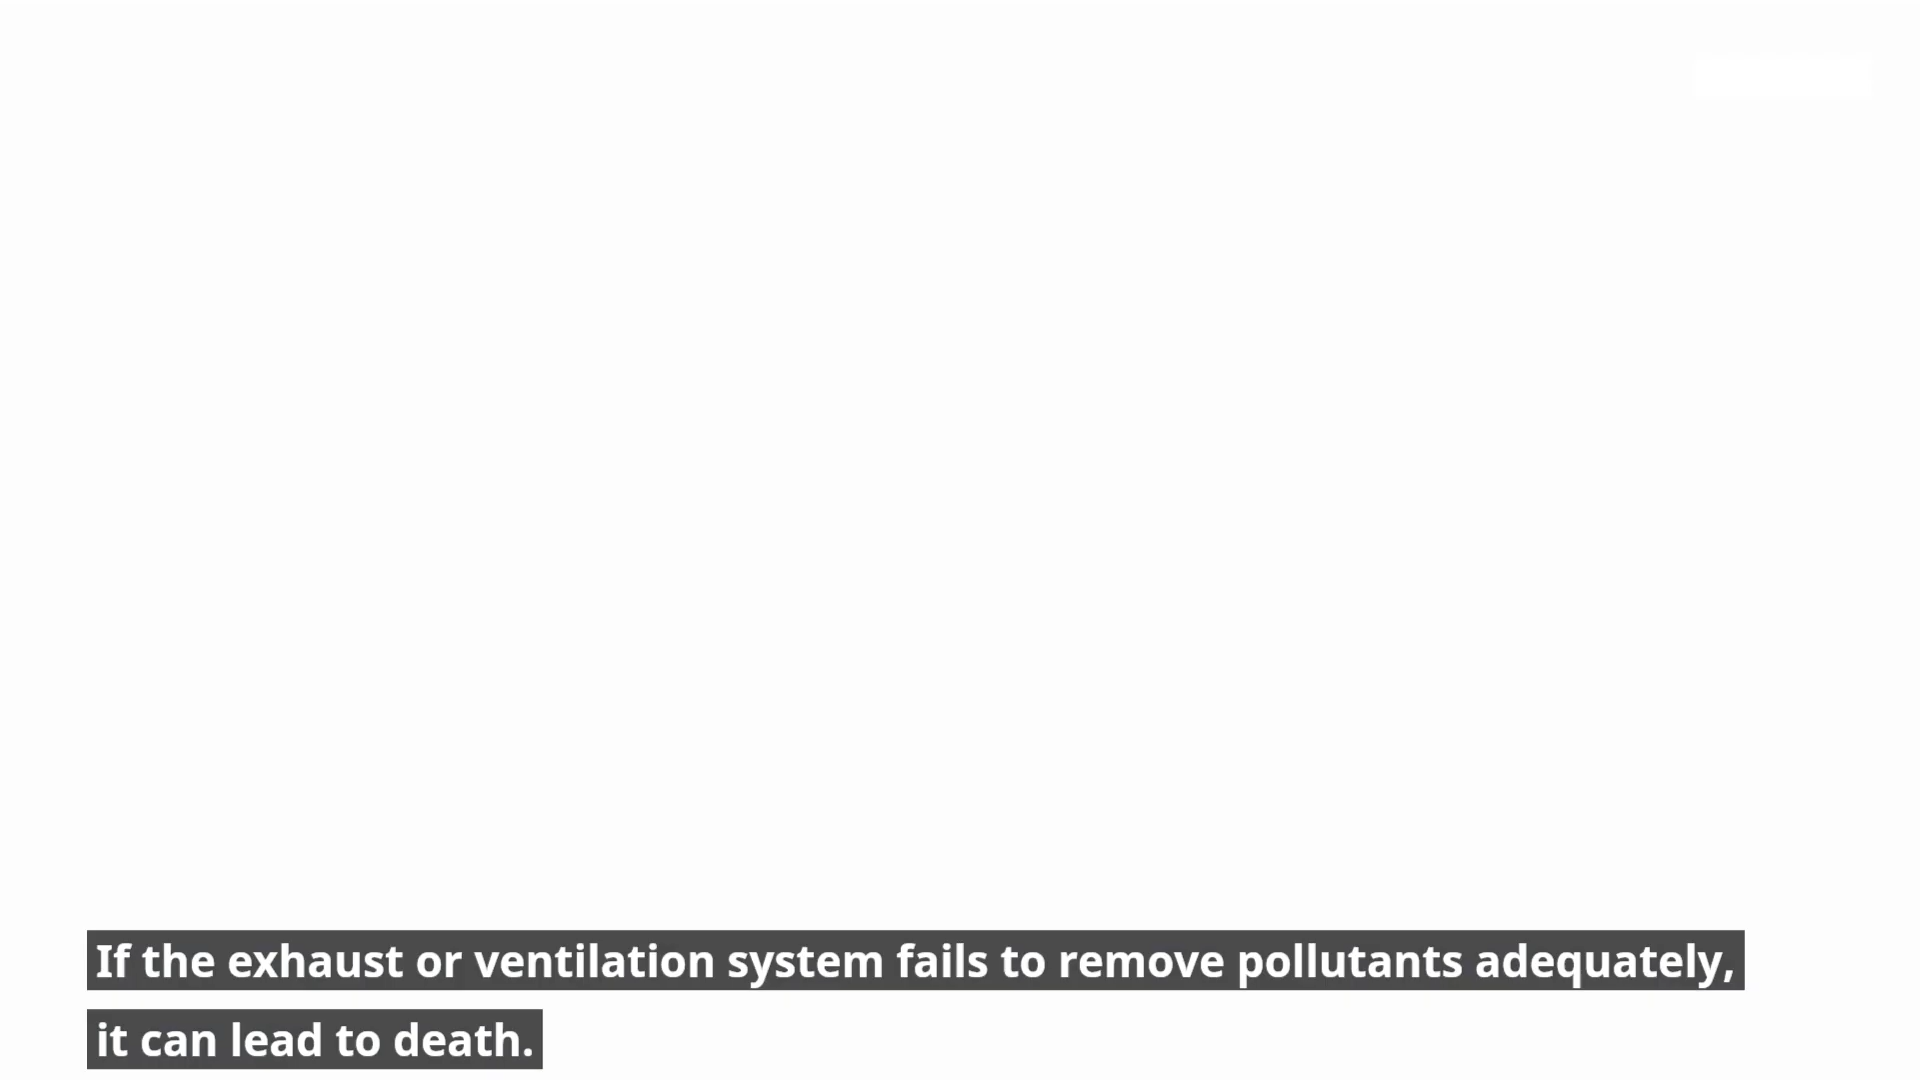 If the exhaust or ventilation system fails to remove pollutants adequately,
it can lead to death.